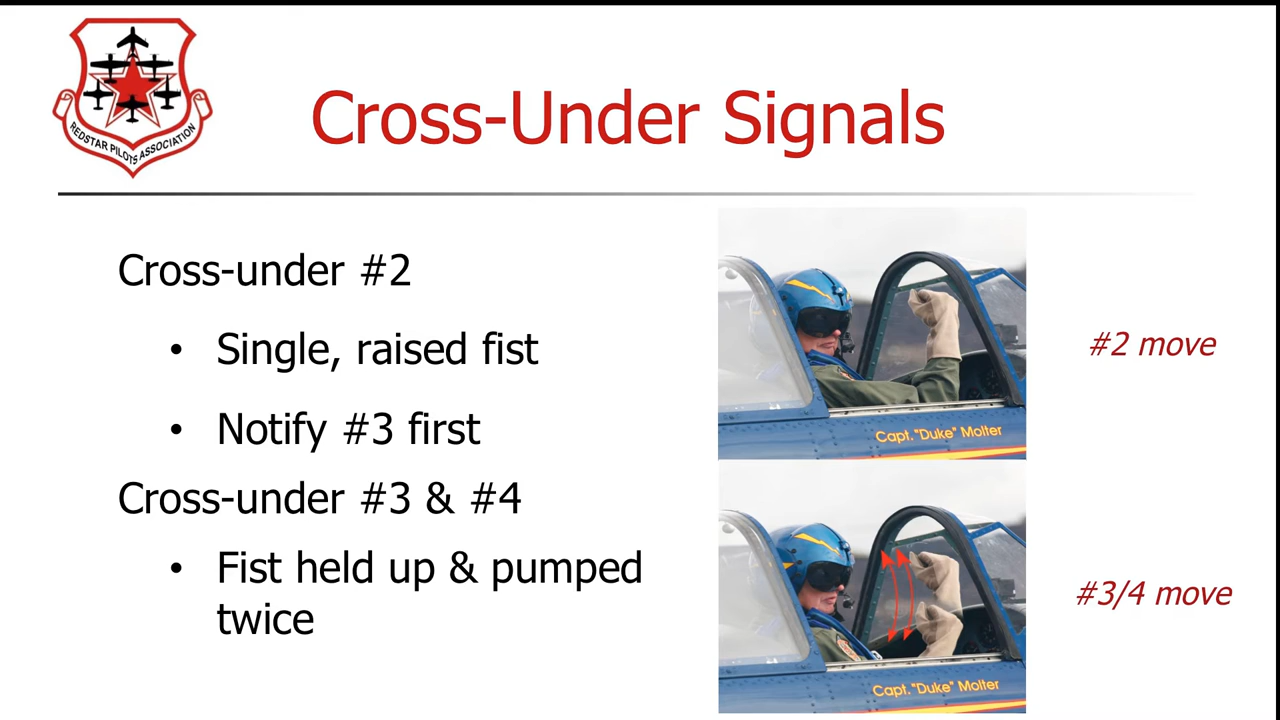 REDSTAR PILOTS ASSOCIATION
Cross-Under Signals
Cross-under #2
• Single, raised fist
• Notify #3 first
Cross-under #3 & #4
• Fist held up & pumped
twice
Capt."Duke" Molter
#2 move
Capt."Duke" Molter
#3/4 move